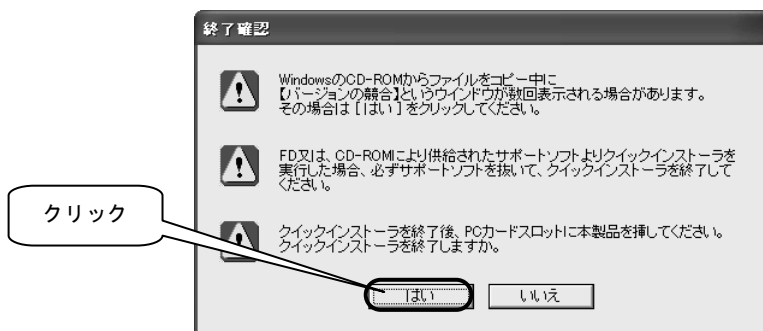 終了確認
WindowsのCD-ROMからファイルをコピー中に
【バージョンの競合】というウインドウが数回表示される場合があります。
その場合は[はい]をクリックしてください。
FD又は、CD-ROMにより供給されたサポートソフトよりクイックインストーラを
実行した場合、必ずサポートソフトを抜いて、クイックインストーラを終了して
ください。
クリック
クイックインストーラを終了後、PCカードスロットに本製品を挿してください。
クイックインストーラを終了しますか。
はい
いいえ